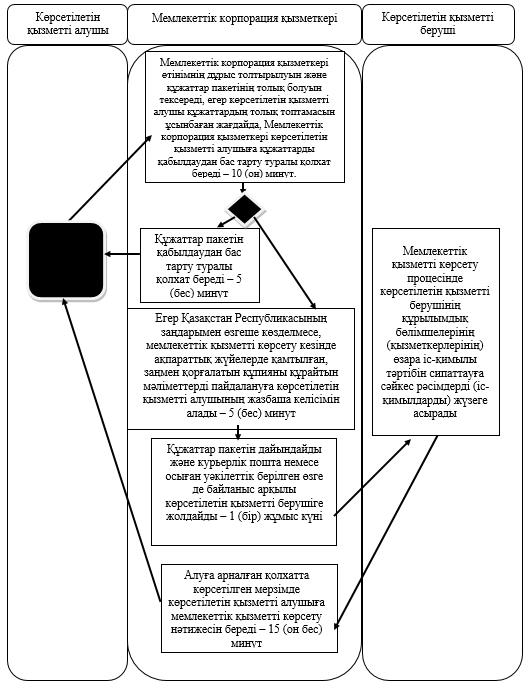 Көрсетілетін
қызметті алушы
Мемлекеттік корпорация қызметкері
Көрсетілетін қызметті
беруші
Мемлекеттік корпорация қызметкері
өтінімнің дұрыс толтырылуын және
құжаттар пакетінің толық болуын
тексереді, егер көрсетілетін қызметті
алушы құжаттардың толық топтамасын
ұсынбаған жағдайда, Мемлекеттік
корпорация қызметкері көрсетілетін
қызметті алушыға құжаттарды
қабылдаудан бас тарту туралы қолхат
береді – 10 (он) минут.
Құжаттар пакетін
қабылдаудан бас
тарту туралы
қолхат береді – 5
(бес) минут
Егер Қазақстан Республикасының
заңдарымен өзгеше көзделмесе,
мемлекеттік қызметті көрсету кезінде
ақпараттық жүйелерде қамтылған,
заңмен қорғалатын құпияны құрайтын
мәліметтерді пайдалануға көрсетілетін
қызметті алушының жазбаша келісімін
алады – 5 (бес) минут
Құжаттар пакетін дайындайды
және курьерлік пошта немесе
осыған уәкілеттік берілген өзге
де байланыс арқылы
көрсетілетін қызметті берушіге
жолдайды – 1 (бір) жұмыс күні
Алуға арналған қолхатта
көрсетілген мерзімде
көрсетілетін қызметті алушыға
мемлекеттік қызметті көрсету
нәтижесін береді – 15 (он бес)
минут
Мемлекеттік
қызметті көрсету
процесінде
көрсетілетін қызметті
берушінің
құрылымдық
бөлімшелерінің
(қызметкерлерінің)
өзара іс-қимылы
тәртібін сипаттауға
сәйкес рәсімдерді (іс-
қимылдарды) жүзеге
асырады